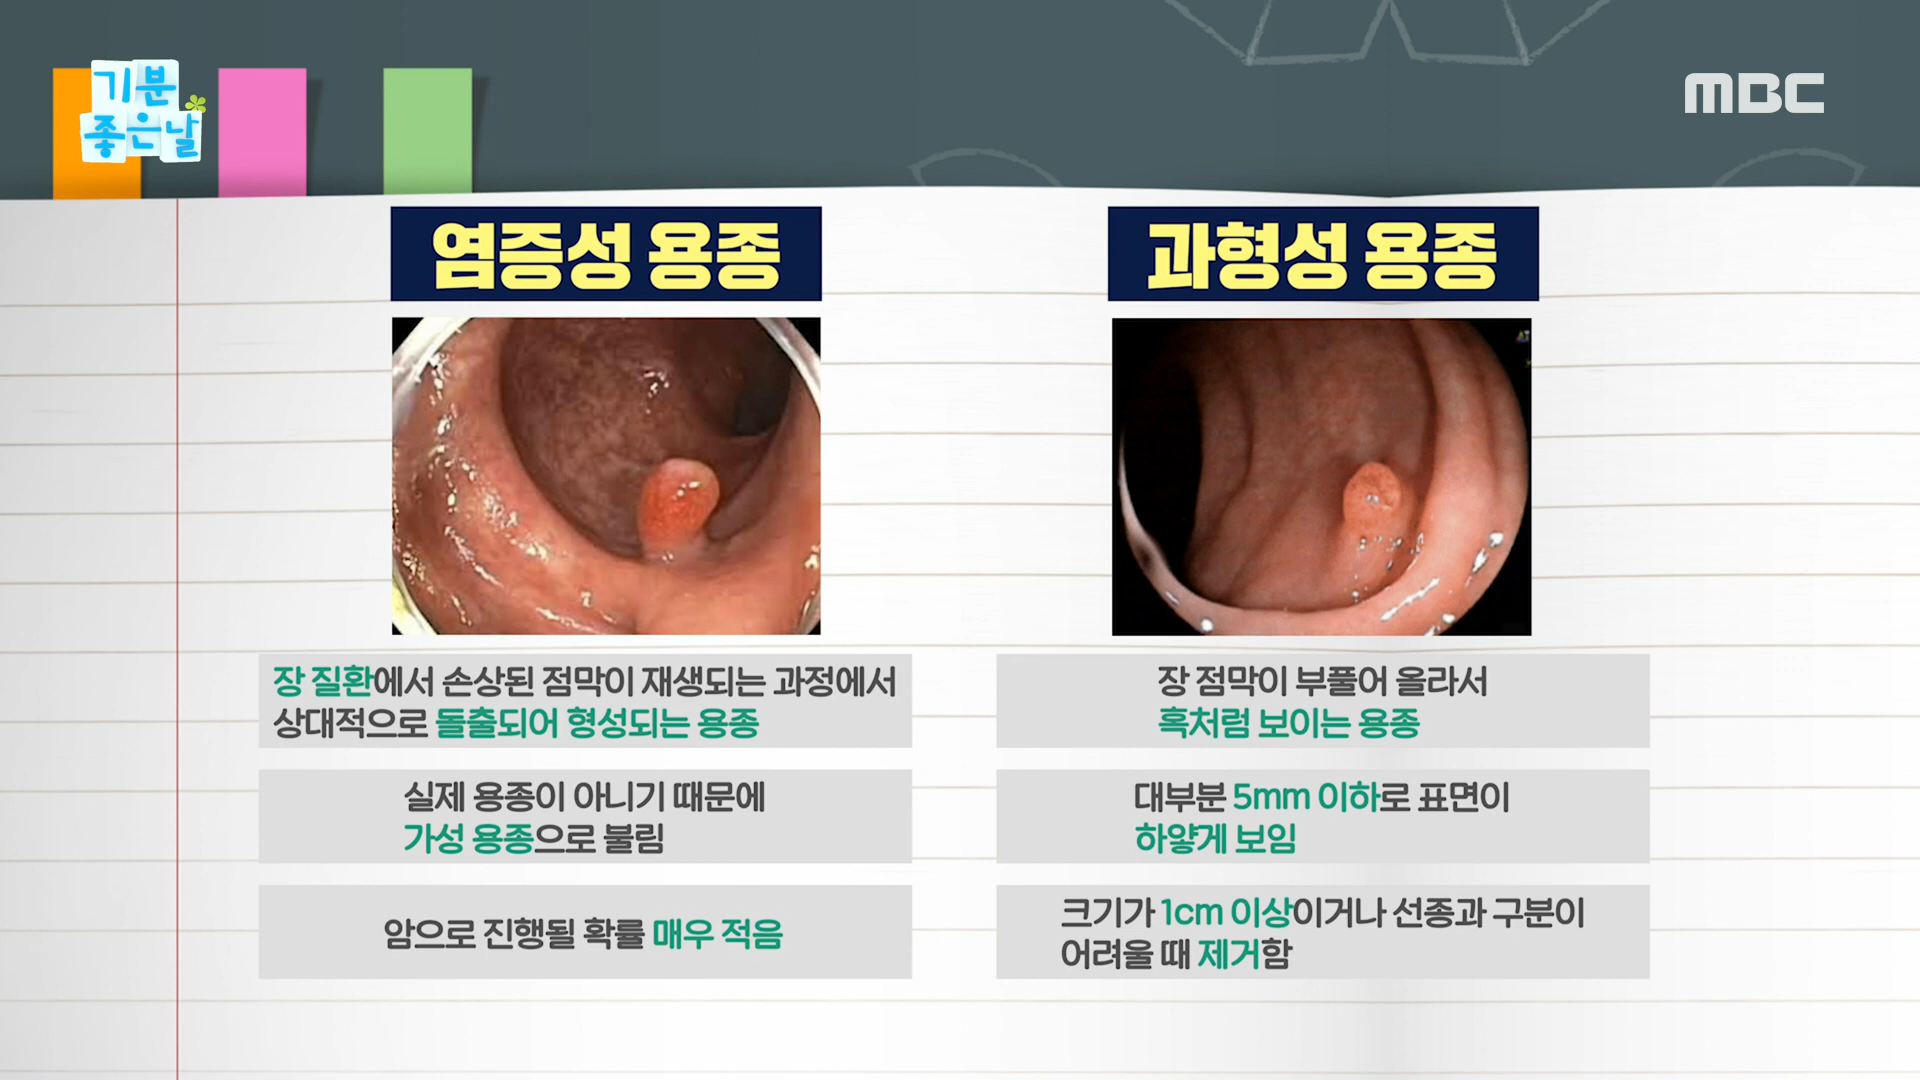 기분
좋은날
MBC
염증성 용종
과형성 용종
장 질환에서 손상된 점막이 재생되는 과정에서
상대적으로 돌출되어 형성되는 용종
실제 용종이 아니기 때문에
가성 용종으로 불림
암으로 진행될 확률 매우 적음
장 점막이 부풀어 올라서
혹처럼 보이는 용종
대부분 5mm 이하로 표면이
하얗게 보임
크기가 1cm 이상이거나 선종과 구분이
어려울 때 제거함